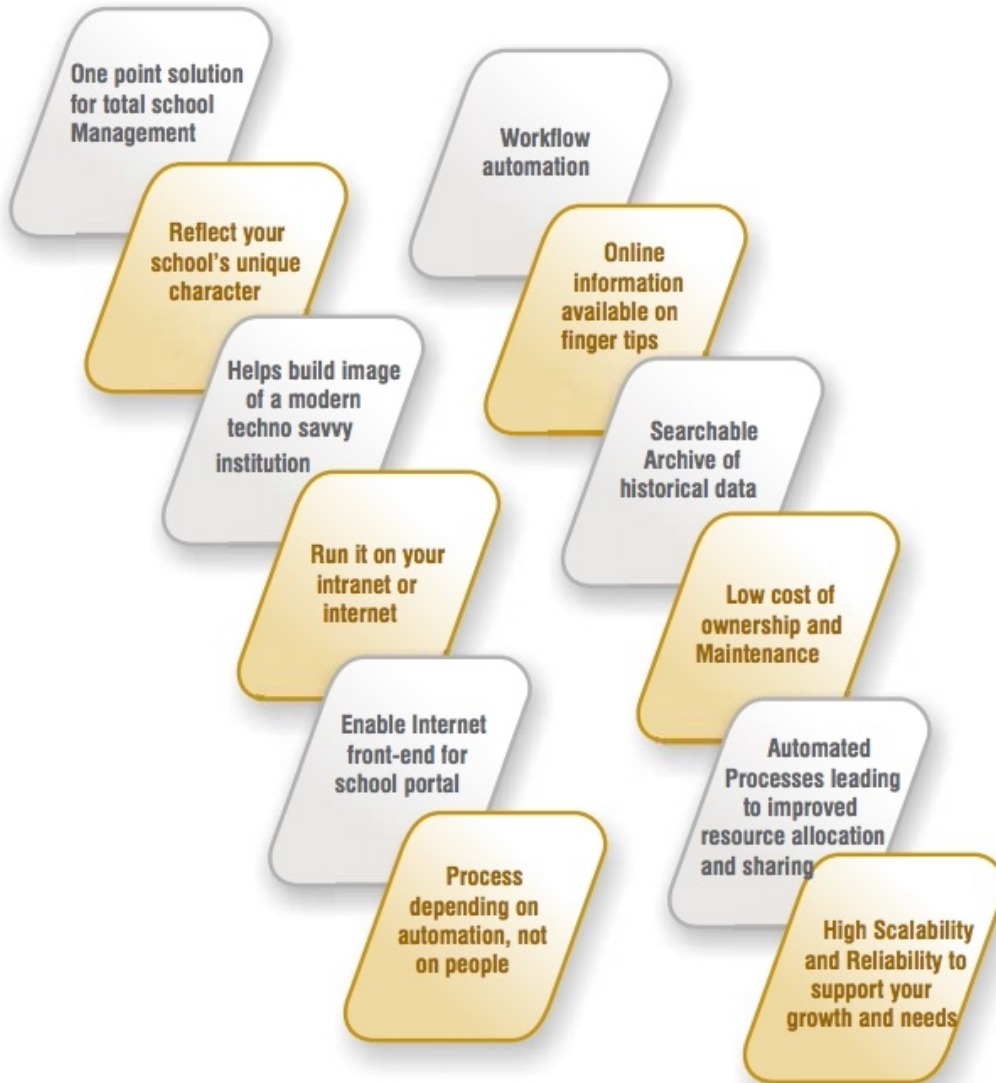 One point solution
for total school
Management
Reflect your
school's unique
character
Helps build image
of a modern
techno savvy
institution
Run it on your
intranet or
internet
Enable Internet
front-end for
school portal
Process
depending on
automation, not
on people
Workflow
automation
Online
information
available on
finger tips
Searchable
Archive of
historical data
Low cost of
ownership and
Maintenance
Automated
Processes leading
to improved
resource allocation
and sharing
High Scalability
and Reliability to
support your
growth and needs